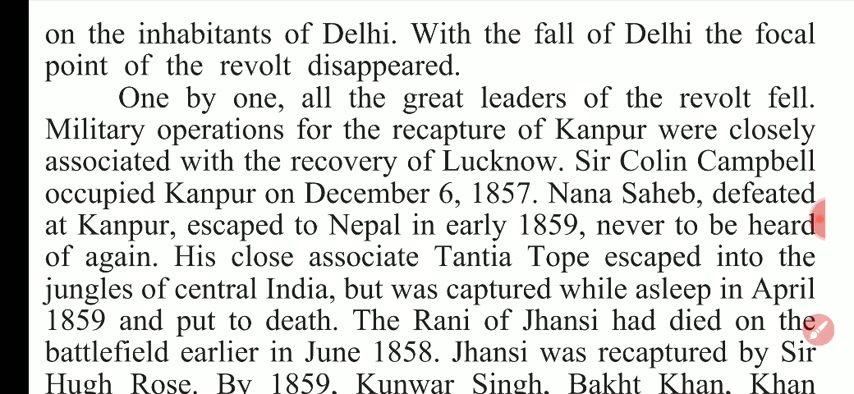 on the inhabitants of Delhi. With the fall of Delhi the focal
point of the revolt disappeared.
One by one, all the great leaders of the revolt fell.
Military operations for the recapture of Kanpur were closely
associated with the recovery of Lucknow. Sir Colin Campbell
occupied Kanpur on December 6, 1857. Nana Saheb, defeated
at Kanpur, escaped to Nepal in early 1859, never to be heard
of again. His close associate Tantia Tope escaped into the
jungles of central India, but was captured while asleep in April
1859 and put to death. The Rani of Jhansi had died on the
battlefield earlier in June 1858. Jhansi was recaptured by Sir
Hugh Rose. By 1859, Kunwar Singh, Bakht Khan, Khan